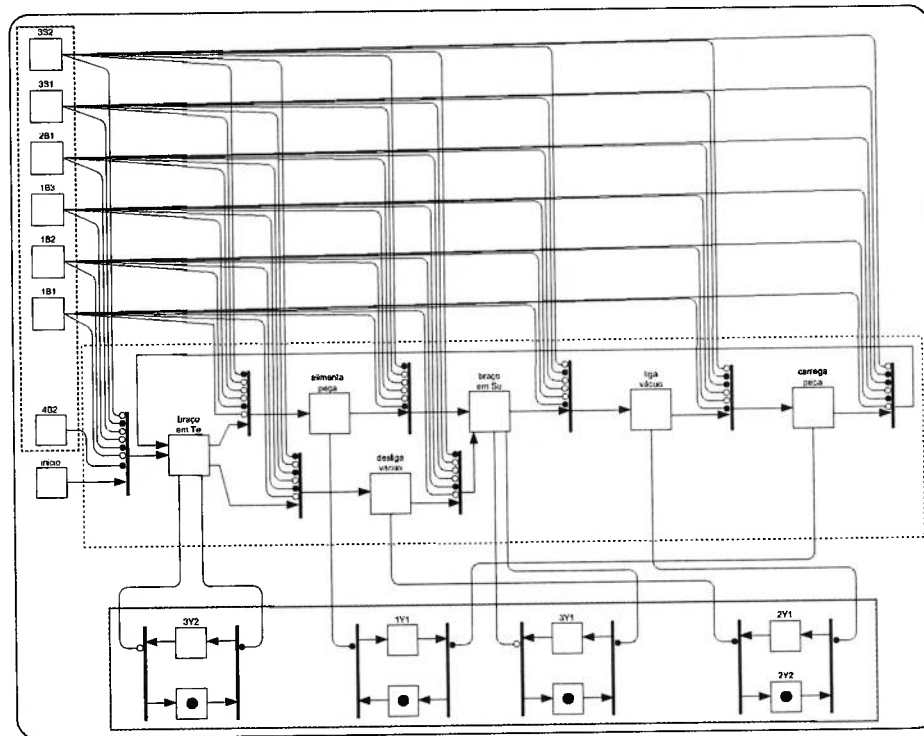 3S2
3S1
2B1
1B3
1B2
1B1
4B2
início
braço
em Te
alimenta
peça
desliga
vácuo
braço
em Su
liga
vácuo
carrega
peça
3Y2
1Y1
3Y1
2Y1
2Y2